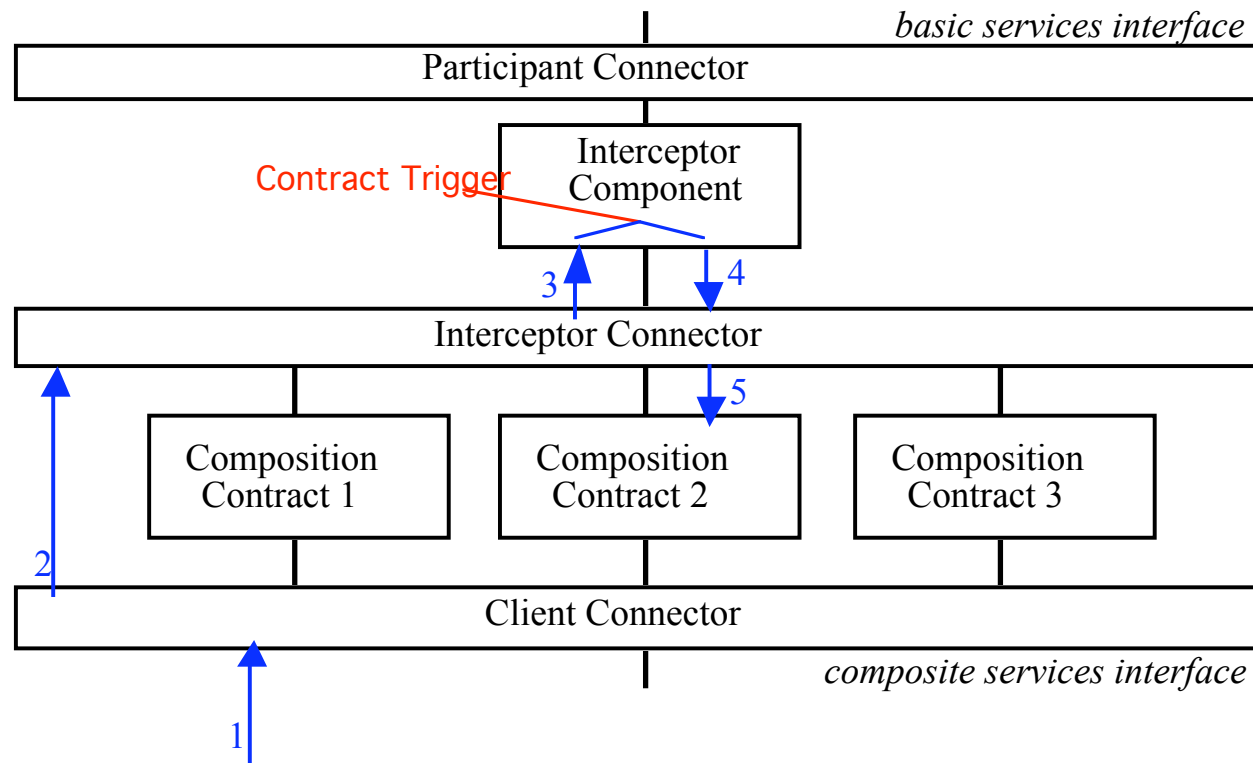 basic services interface
Participant Connector
Interceptor
Component
Contract Trigger
3
4
Interceptor Connector
5
Composition
Contract 1
Composition
Contract 2
Composition
Contract 3
2
Client Connector
composite services interface
1